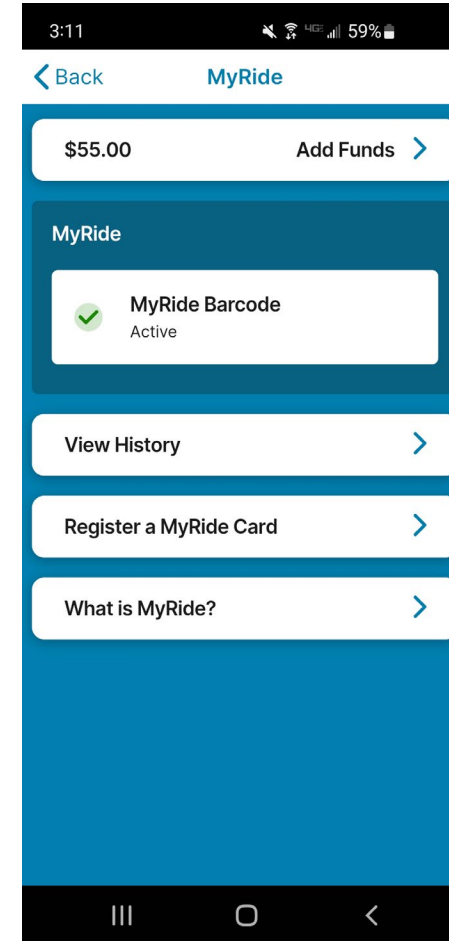 3:11 4GE 59%
Back MyRide
$55.00 Add Funds
MyRide
MyRide Barcode
Active
View History
Register a MyRide Card
What is MyRide?